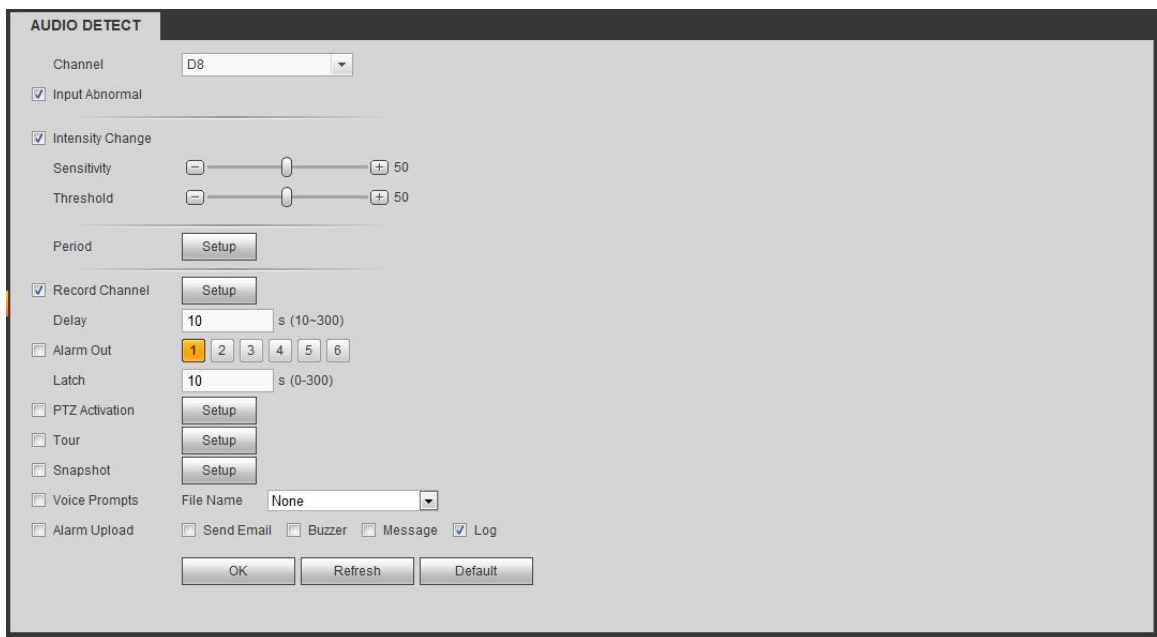 AUDIO DETECT
Channel D8
Input Abnormal
Intensity Change
Sensitivity 50
Threshold 50
Period Setup
Record Channel Setup
Delay 10 s (10~300)
Alarm Out 1 2 3 4 5 6
Latch 10 s (0-300)
PTZ Activation Setup
Tour Setup
Snapshot Setup
Voice Prompts File Name None
Alarm Upload Send Email Buzzer Message Log
OK Refresh Default